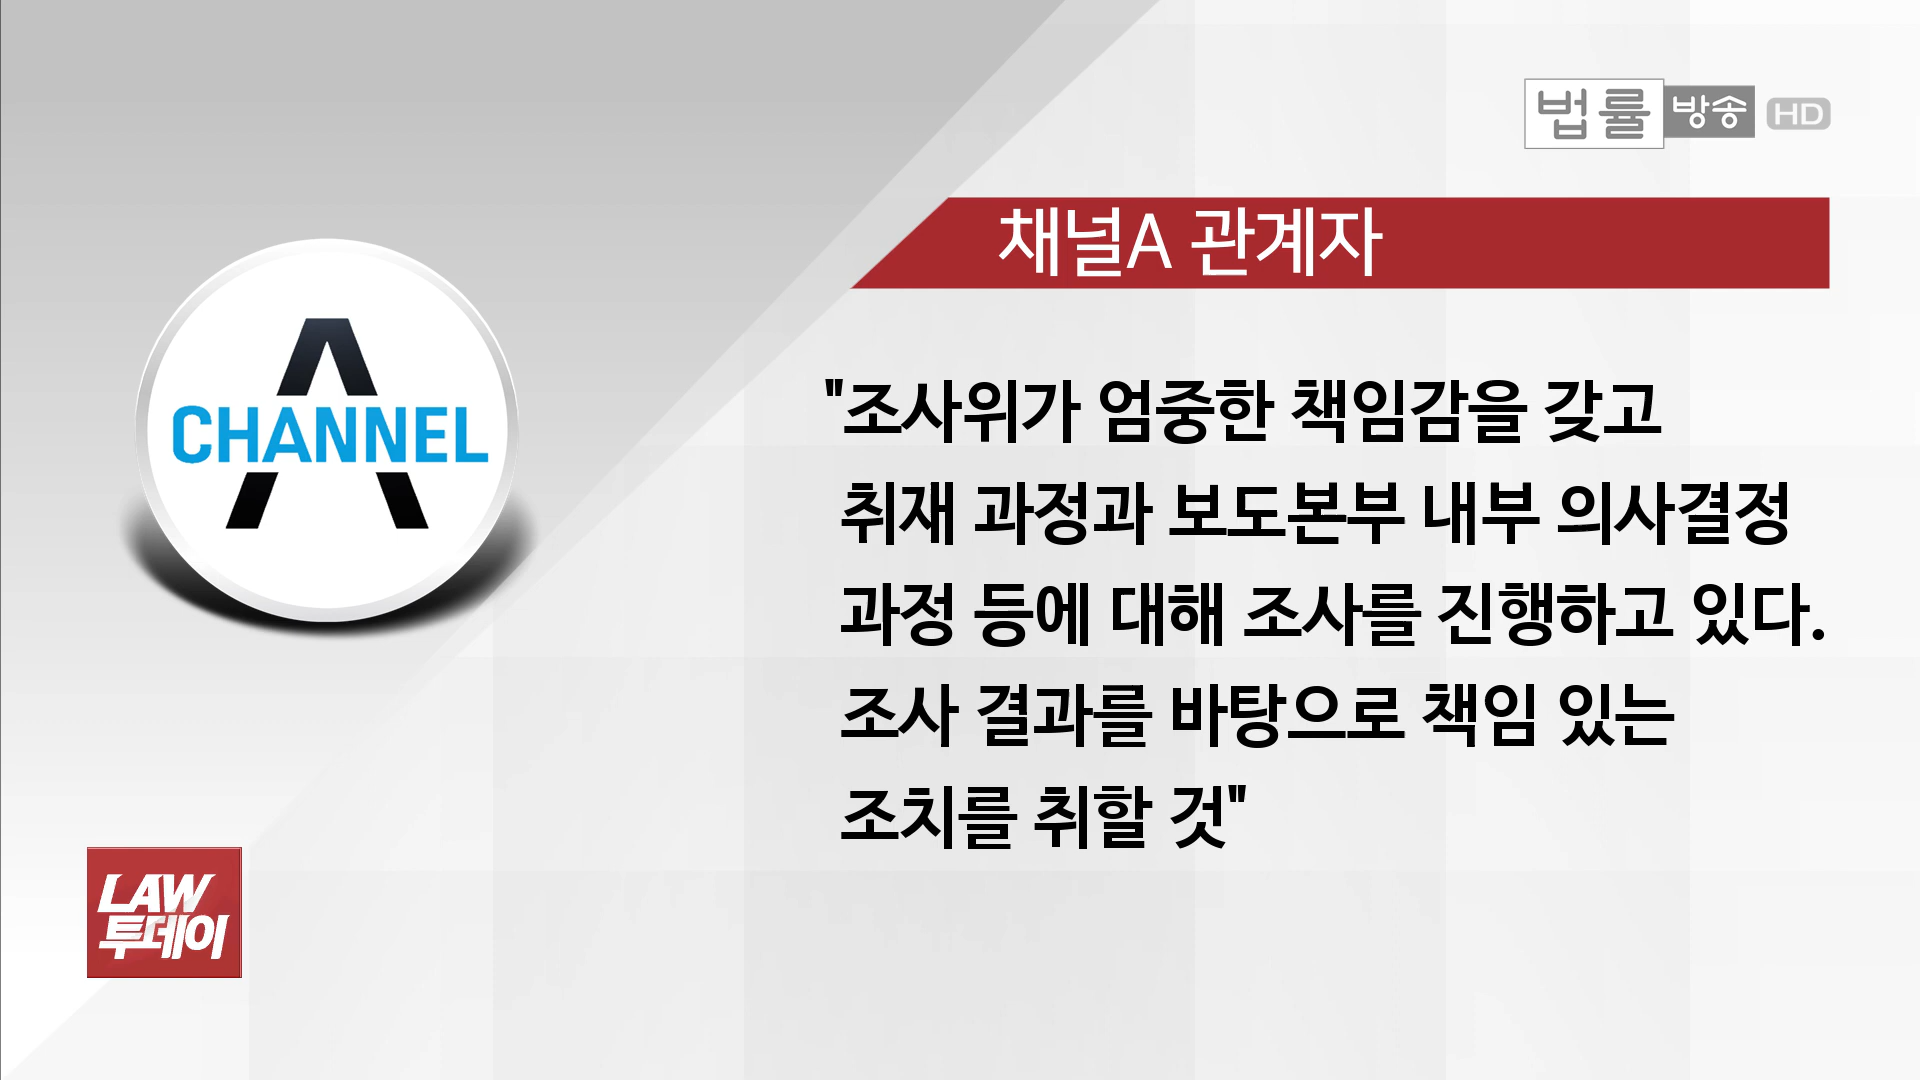 법률방송 HD
채널A 관계자
CHANNEL A
"조사위가 엄중한 책임감을 갖고
취재 과정과 보도본부 내부 의사결정
과정 등에 대해 조사를 진행하고 있다.
조사 결과를 바탕으로 책임 있는
조치를 취할 것"
LAW
투데이